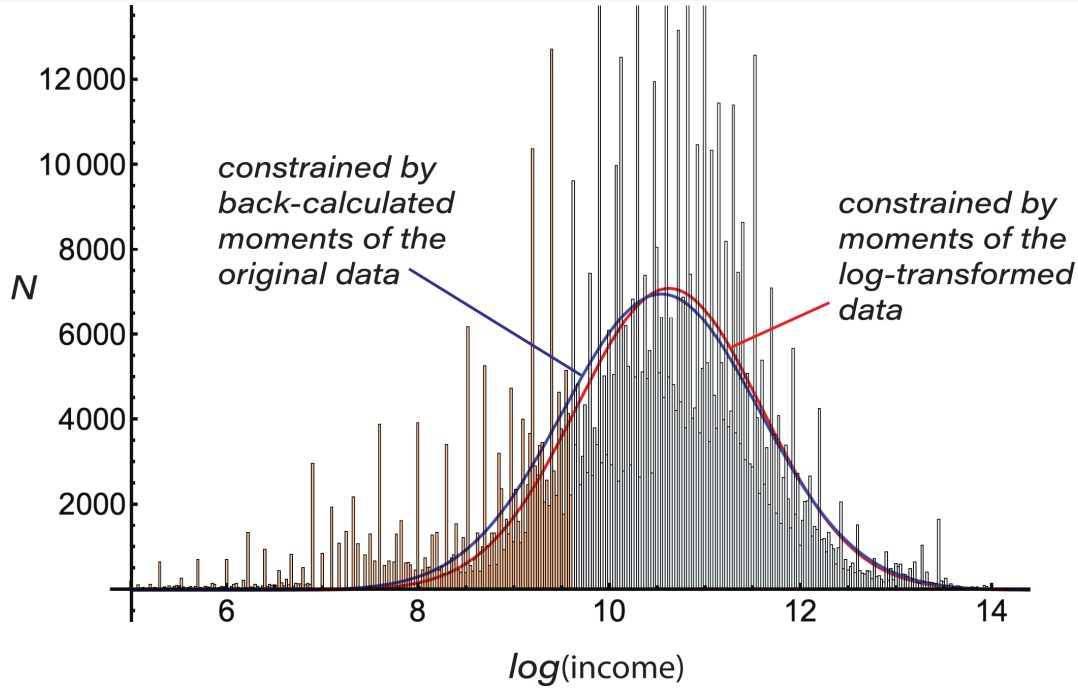 12 000
10 000
8000
6000
4000
2000
N
constrained by
back-calculated
moments of the
original data
constrained by
moments of the
log-transformed
data
6 8 10 12 14
log(income)